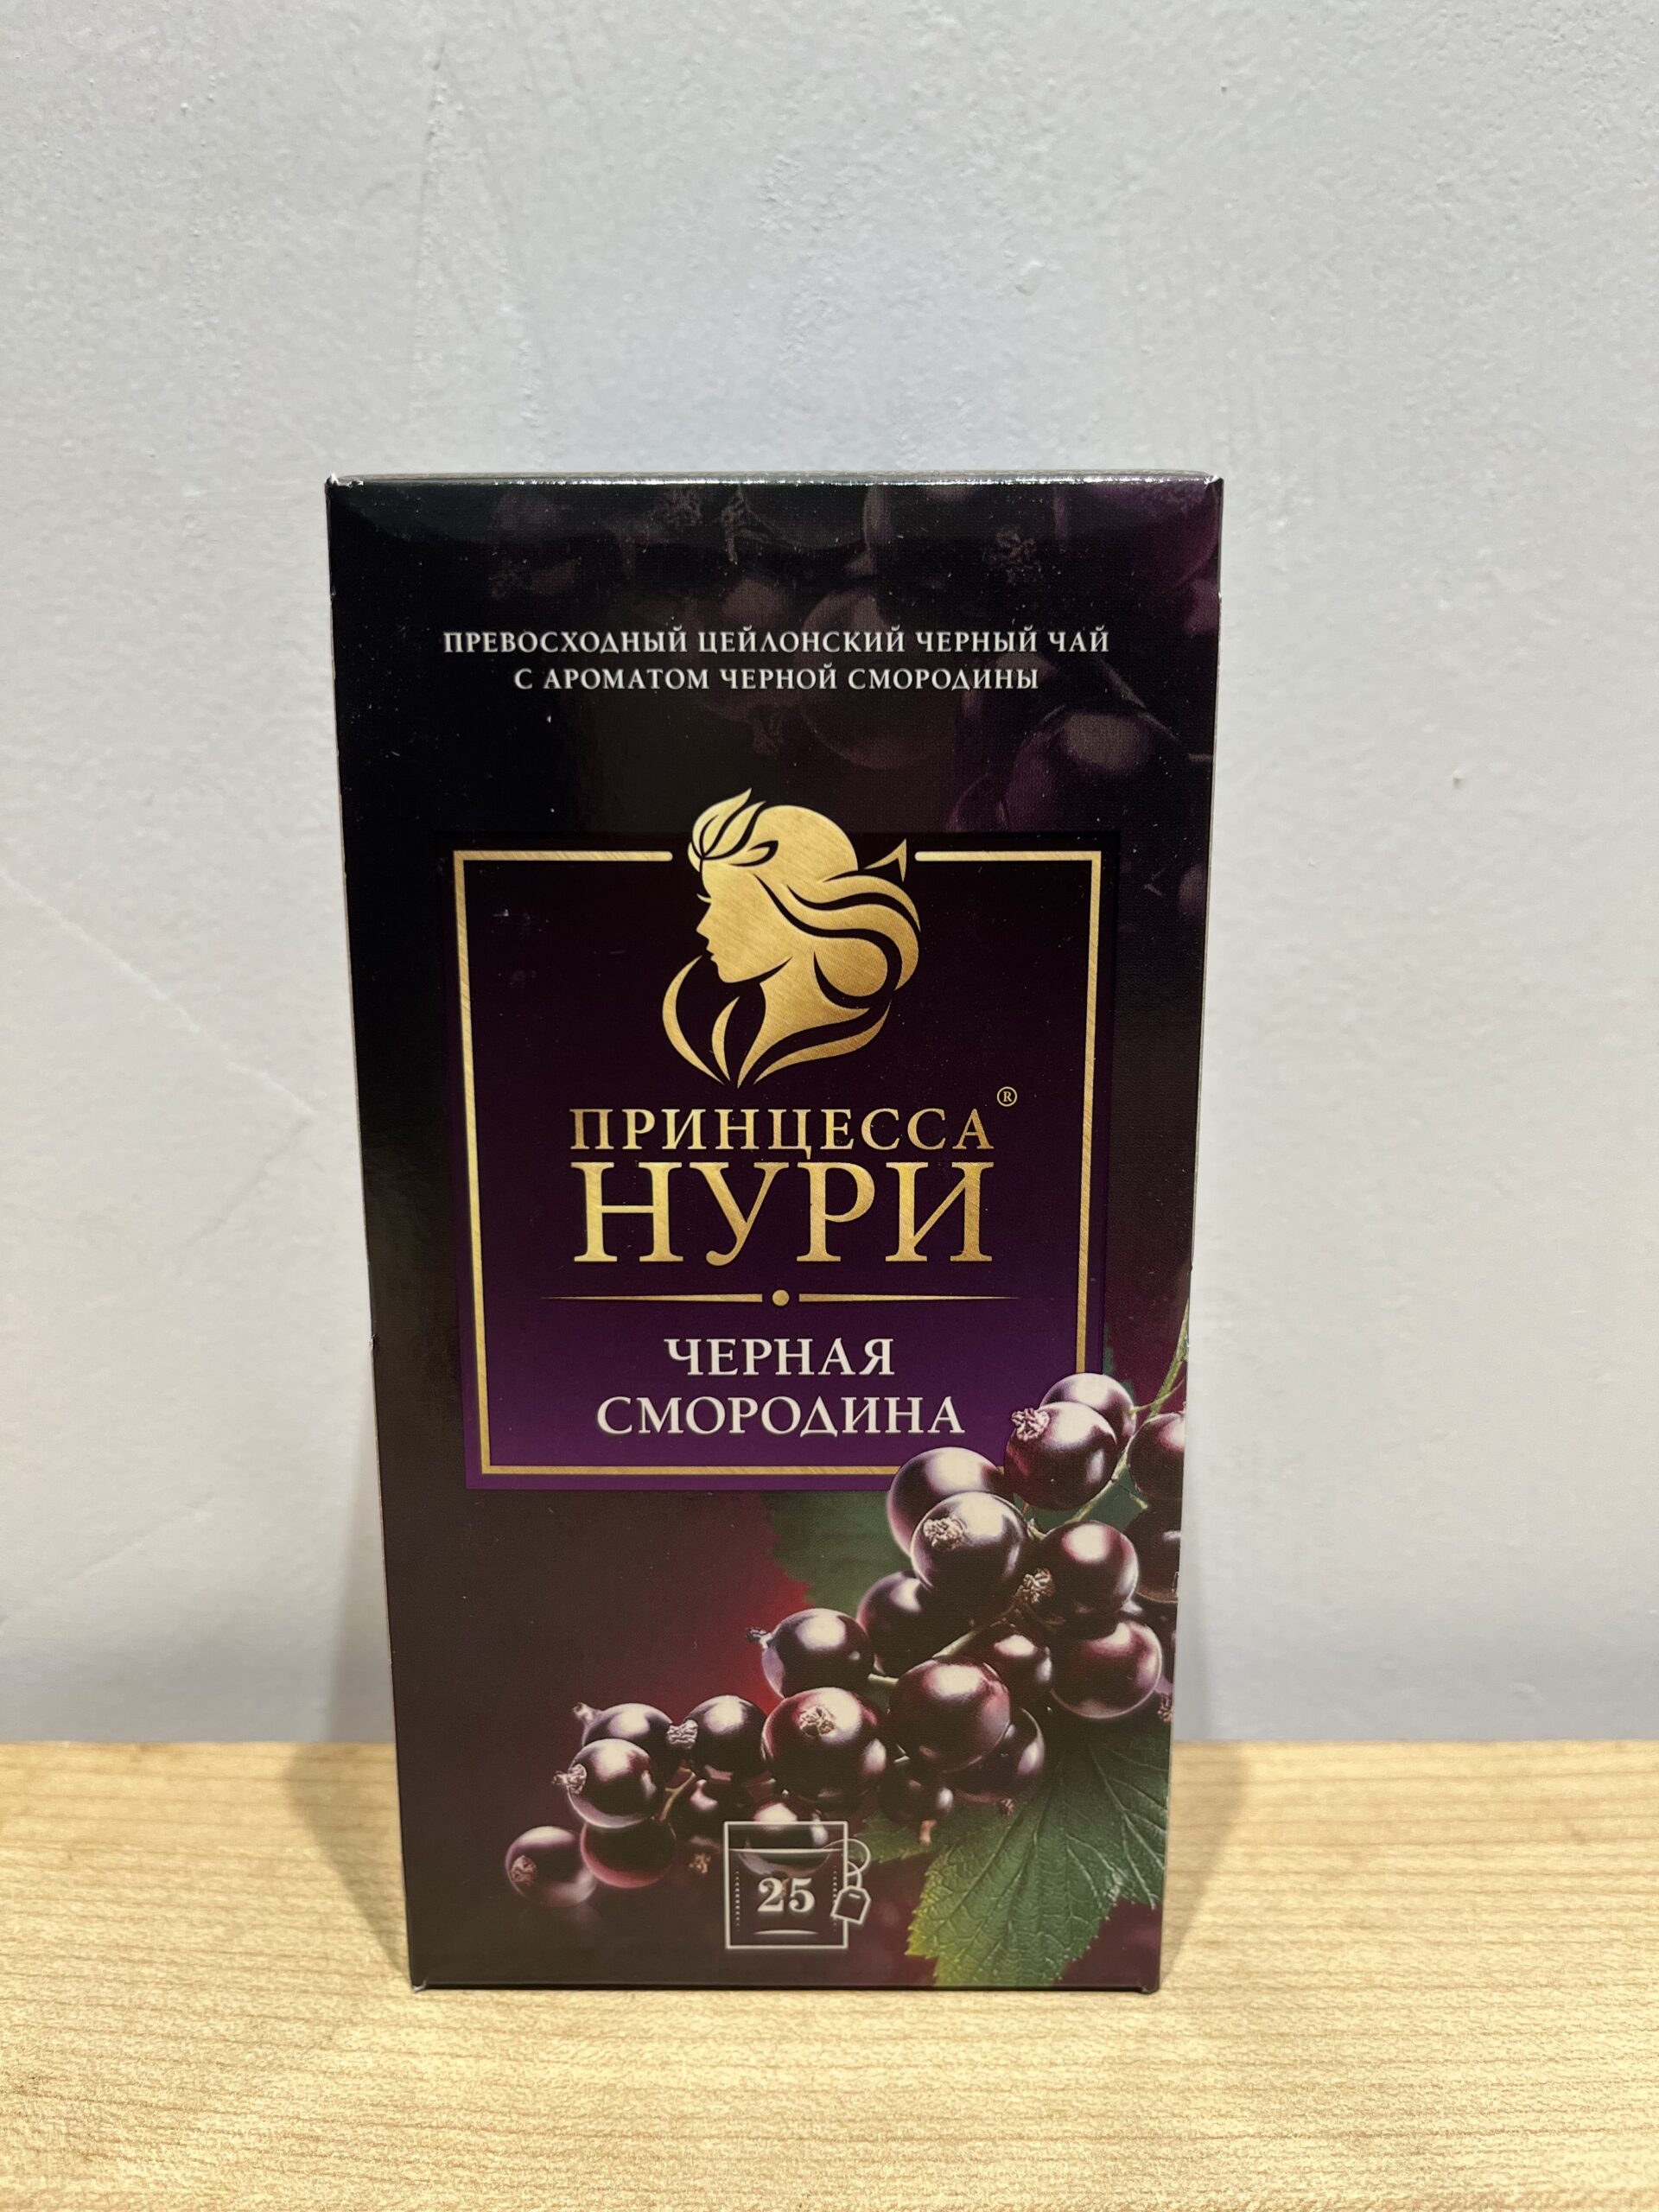 ПРЕВОСХОДНЫЙ ЦЕЙЛОНСКИЙ ЧЕРНЫЙ ЧАЙ
С АРОМАТОМ ЧЕРНОЙ СМОРОДИНЫ
ПРИНЦЕССА ®
НУРИ
ЧЕРНАЯ
СМОРОДИНА
25